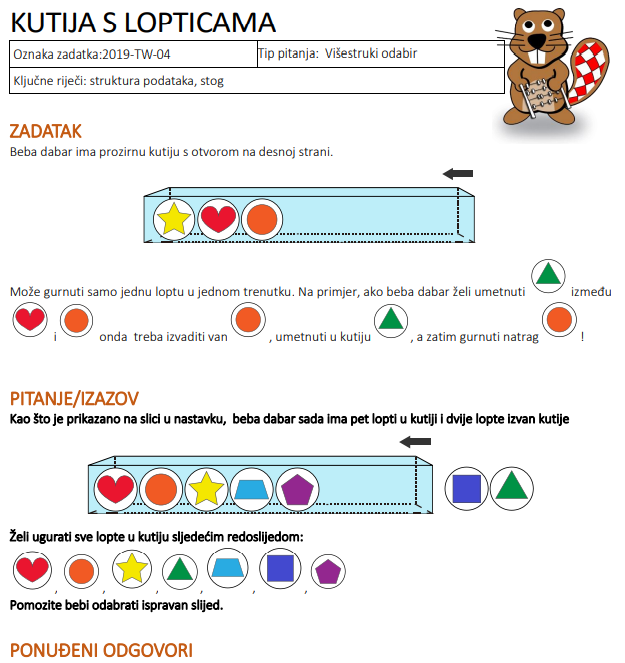 KUTIJA S LOPTICAMA
Oznaka zadatka:2019-TW-04
Tip pitanja: Višestruki odabir
Ključne riječi: struktura podataka, stog
ZADATAK
Beba dabar ima prozirnu kutiju s otvorom na desnoj strani.
Može gurnuti samo jednu loptu u jednom trenutku. Na primjer, ako beba dabar želi umetnuti između
i onda treba izvaditi van , umetnuti u kutiju , a zatim gurnuti natrag !
PITANJE/IZAZOV
Kao što je prikazano na slici u nastavku, beba dabar sada ima pet lopti u kutiji i dvije lopte izvan kutije
Želi ugurati sve lopte u kutiju sljedećim redoslijedom:
, , , , , ,
Pomozite bebi odabrati ispravan slijed.
PONUĐENI ODGOVORI